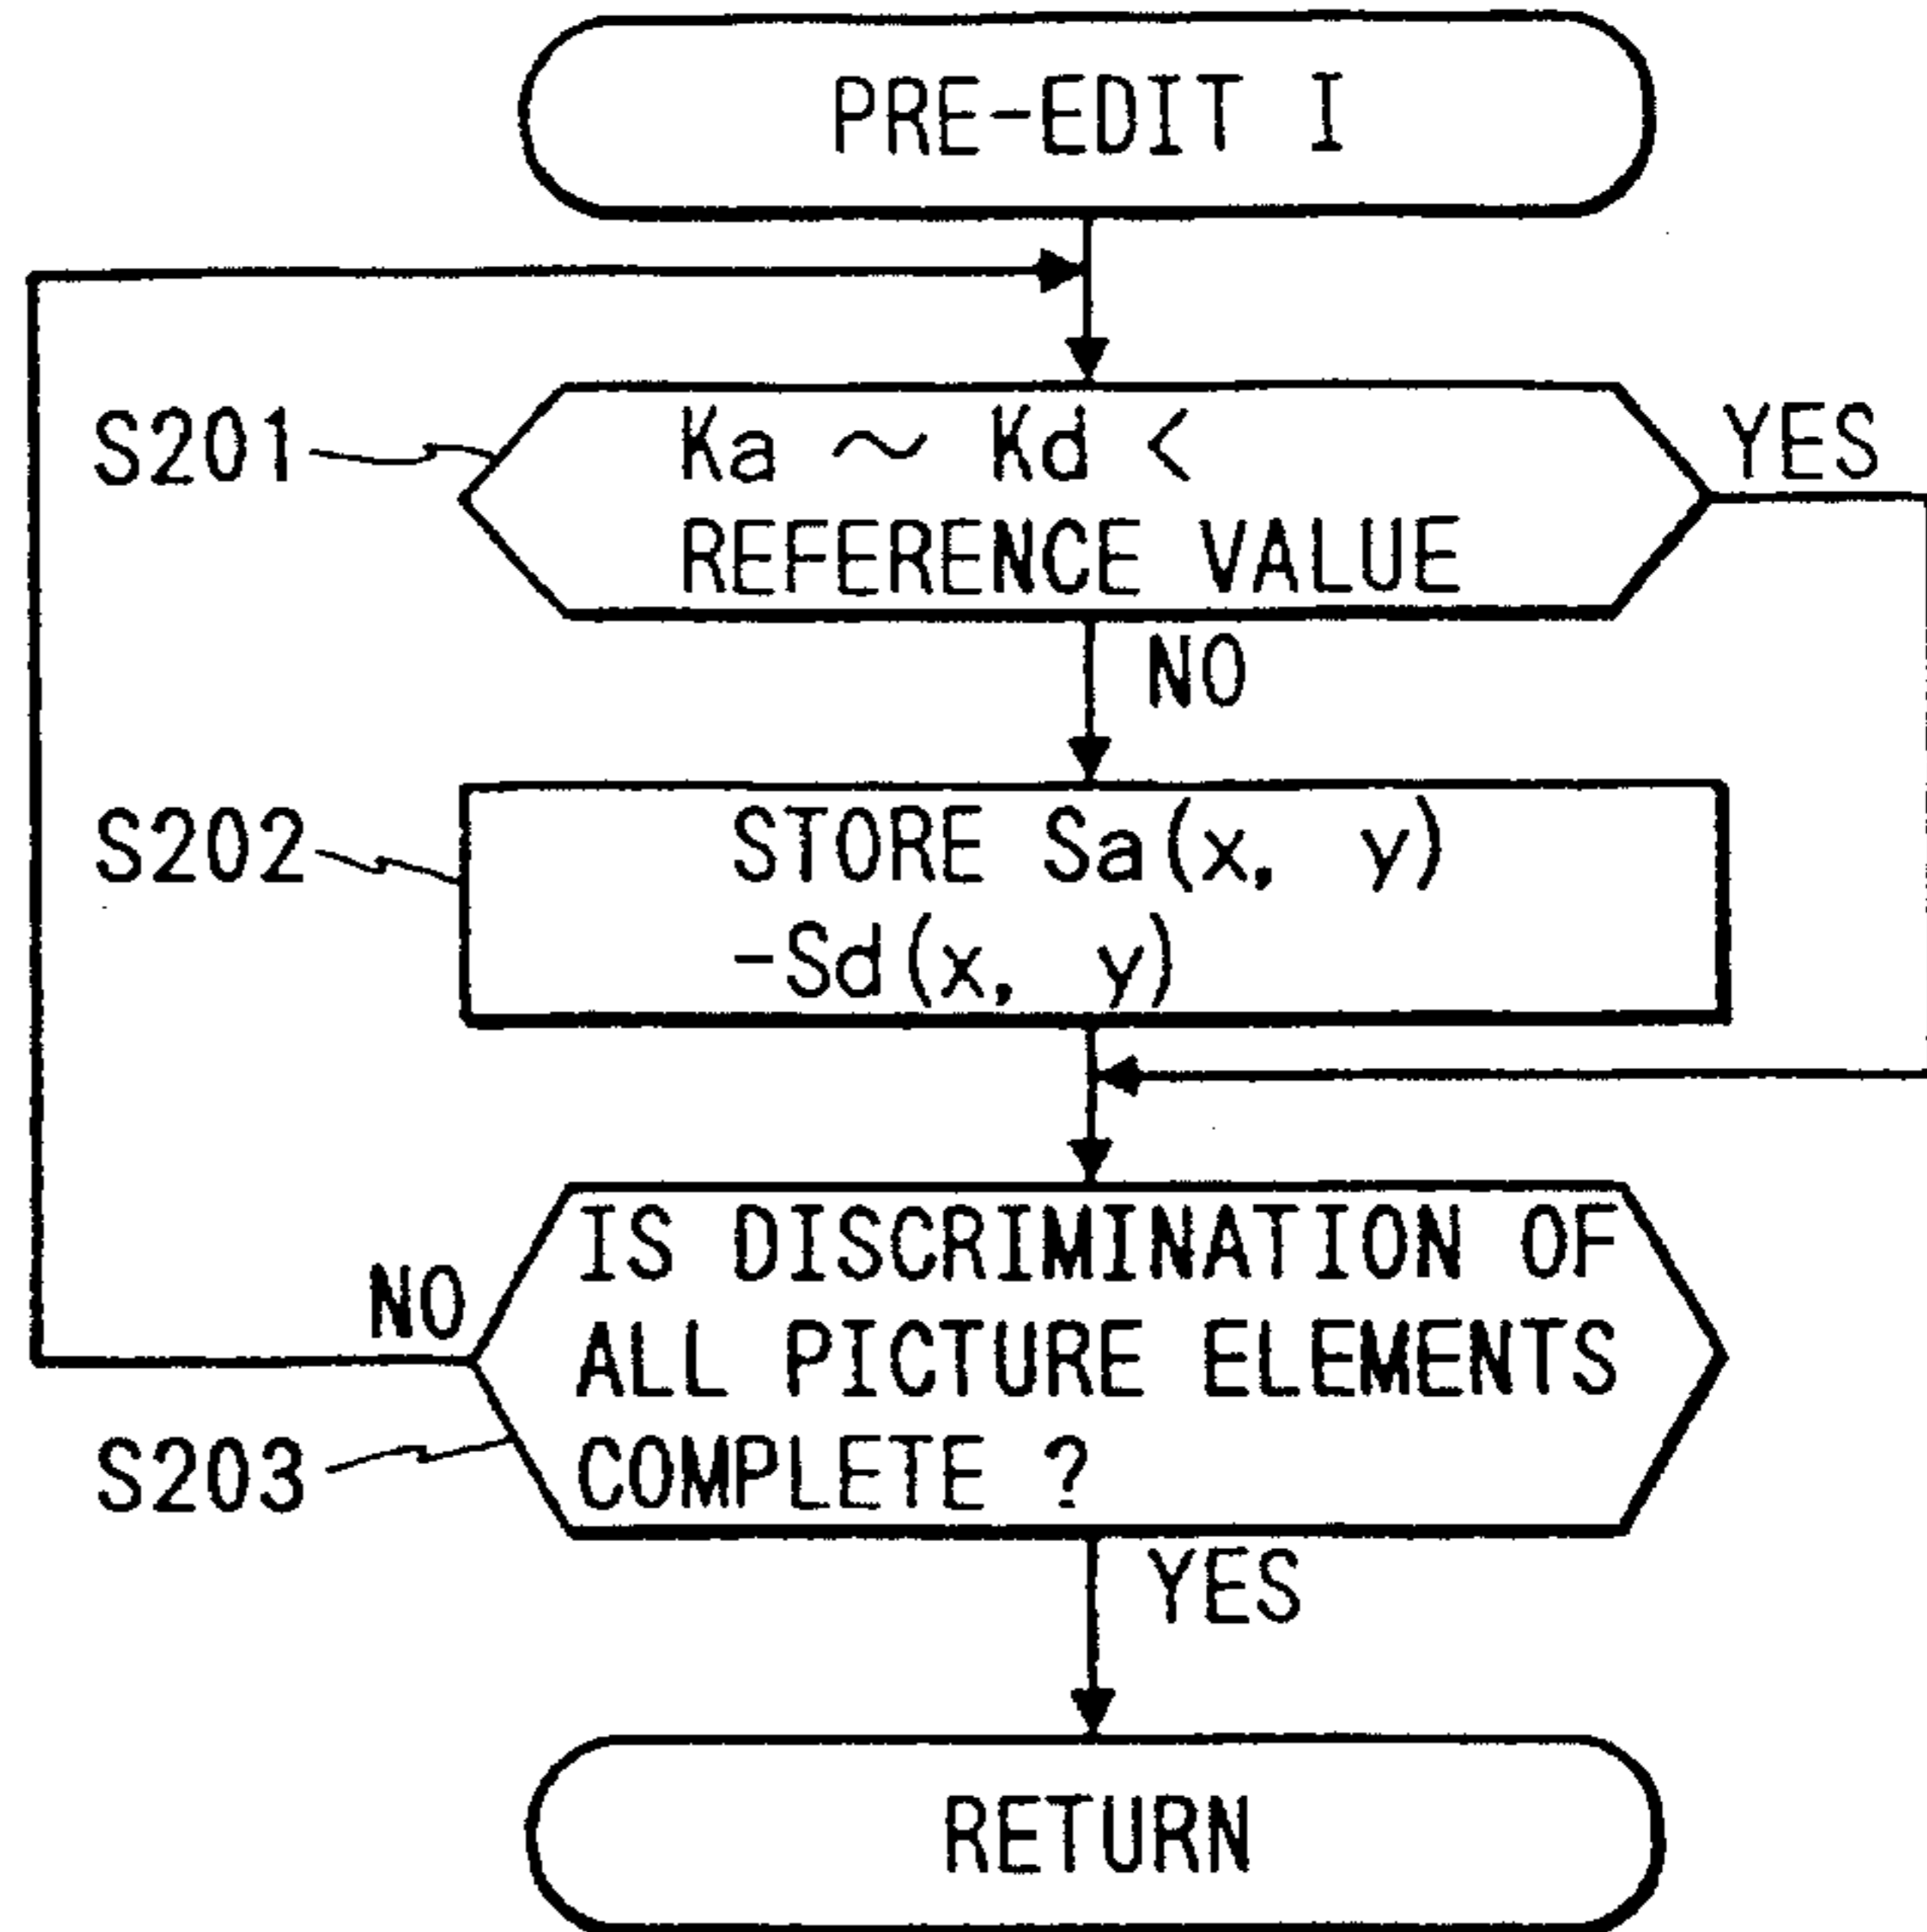 PRE-EDIT I
S201
Ka ~ Kd <
REFERENCE VALUE
YES
NO
S202
STORE Sa(x, y)
-Sd(x, y)
IS DISCRIMINATION OF
ALL PICTURE ELEMENTS
COMPLETE ?
NO
S203
YES
RETURN